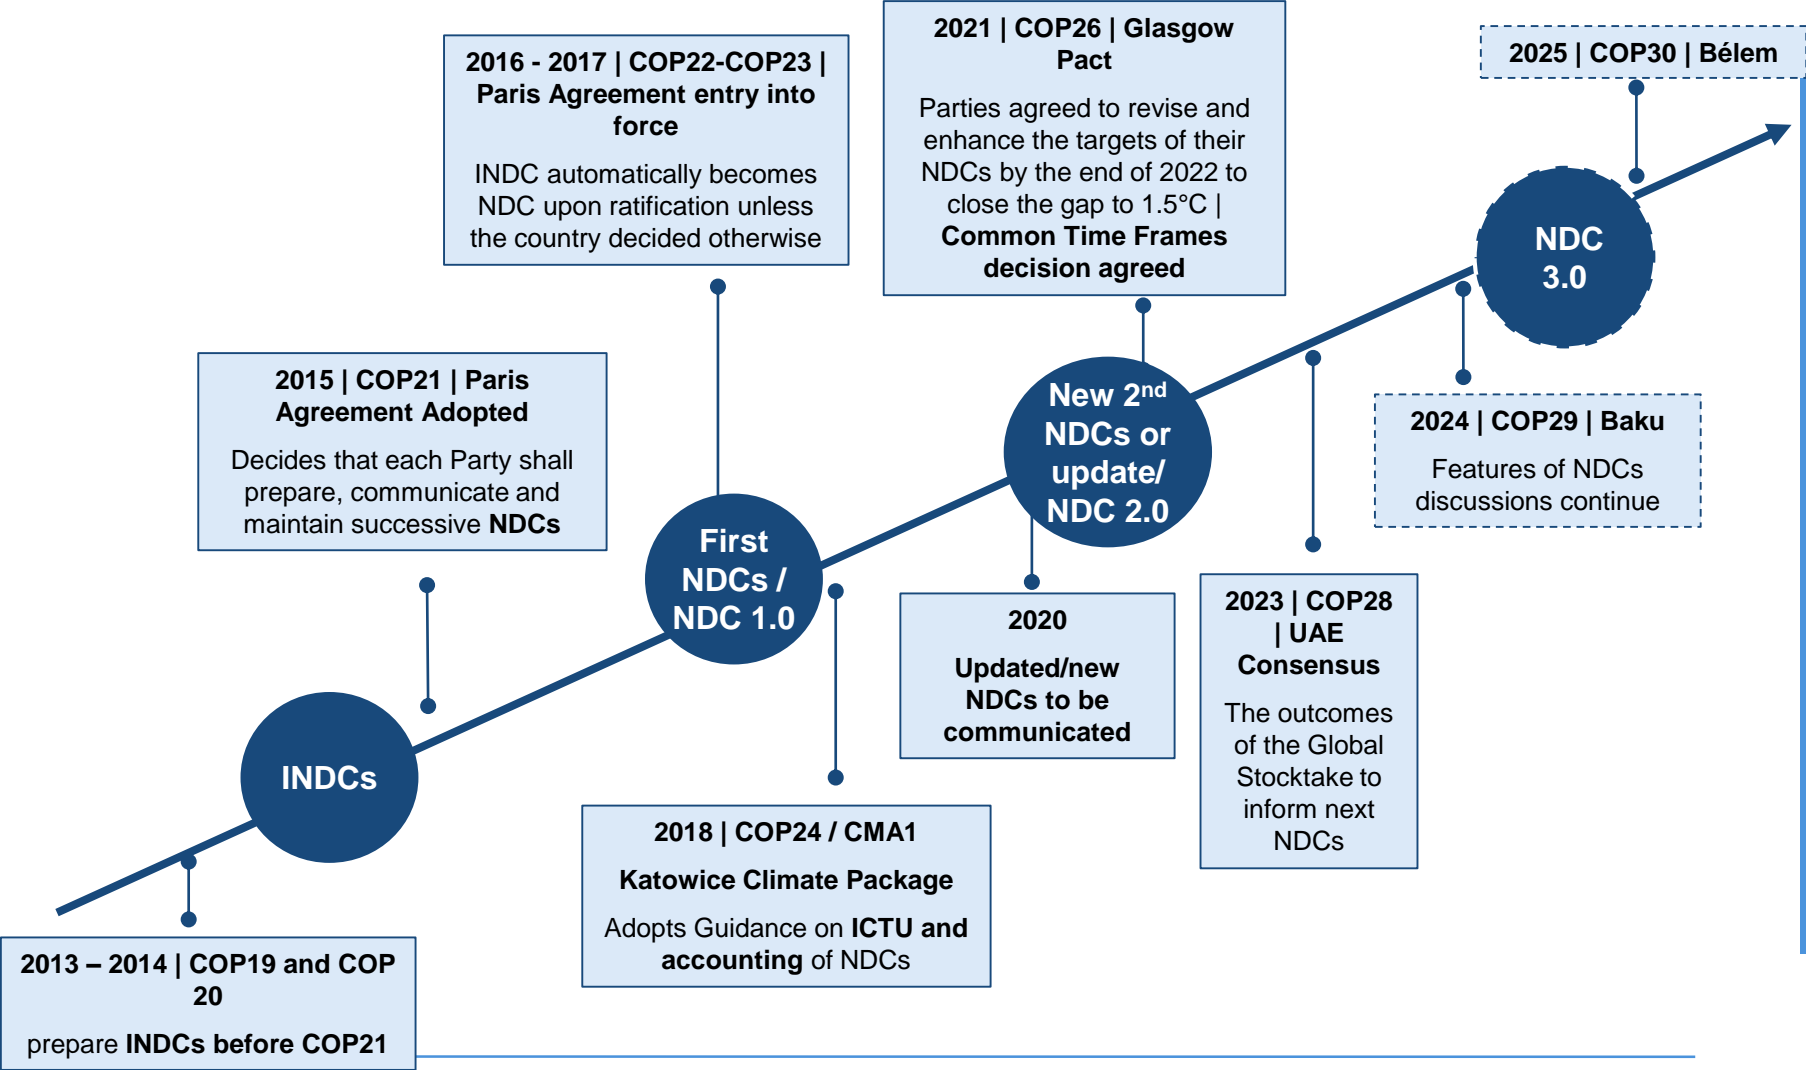 2013 – 2014 | COP19 and COP
20
prepare INDCs before COP21
INDCs
2015 | COP21 | Paris
Agreement Adopted
Decides that each Party shall
prepare, communicate and
maintain successive NDCs
2016 - 2017 | COP22-COP23 |
Paris Agreement entry into
force
INDC automatically becomes
NDC upon ratification unless
the country decided otherwise
First
NDCs /
NDC 1.0
2018 | COP24 / CMA1
Katowice Climate Package
Adopts Guidance on ICTU and
accounting of NDCs
2020
Updated/new
NDCs to be
communicated
New 2nd
NDCs or
update/
NDC 2.0
2021 | COP26 | Glasgow
Pact
Parties agreed to revise and
enhance the targets of their
NDCs by the end of 2022 to
close the gap to 1.5°C |
Common Time Frames
decision agreed
2023 | COP28
| UAE
Consensus
The outcomes
of the Global
Stocktake to
inform next
NDCs
2024 | COP29 | Baku
Features of NDCs
discussions continue
NDC
3.0
2025 | COP30 | Bélem